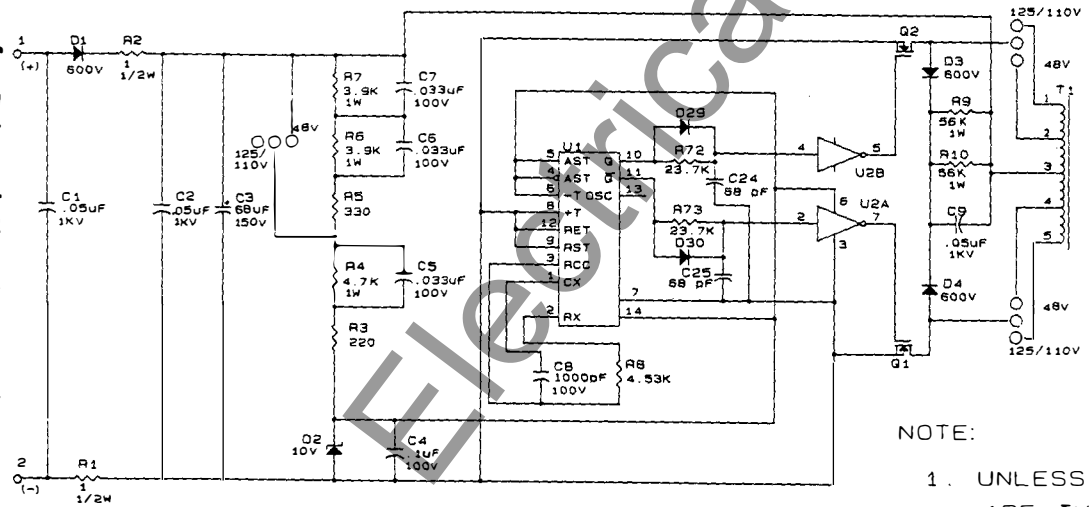 1
(+)
D1
600V
R2
1
1/2W
C1
.05uF
1KV
C2
.05uF
1KV
C3
68uF
150V
125/
110V
48V
R7
3.9K
1W
C7
.033uF
100V
R6
3.9K
1W
C6
.033uF
100V
R5
330
R4
4.7K
1W
C5
.033uF
100V
R3
220
D2
10V
C4
.1uF
100V
2
(-)
R1
1
1/2W
U1
5 AST Q 10
4 AST Q 11
6 -T OSC 13
8 +T
12 RET
9 RST
3 RCC
1 CX
7
2 RX
14
C8
1000pF
100V
R8
4.53K
D29
R72
23.7K
C24
68 pF
R73
23.7K
D30
C25
68 pF
4
5
U2B
2
6
U2A
7
3
Q2
Q1
D3
600V
R9
56K
1W
R10
56K
1W
C9
.05uF
1KV
D4
600V
125/110V
48V
T1
1
2
3
4
5
48V
125/110V
NOTE:
1. UNLESS
Electrica